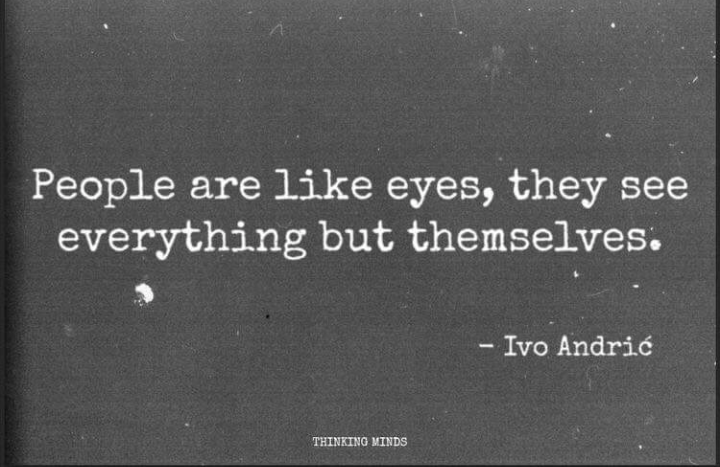 People are like eyes, they see
everything but themselves.
- Ivo Andrić
THINKING MINDS